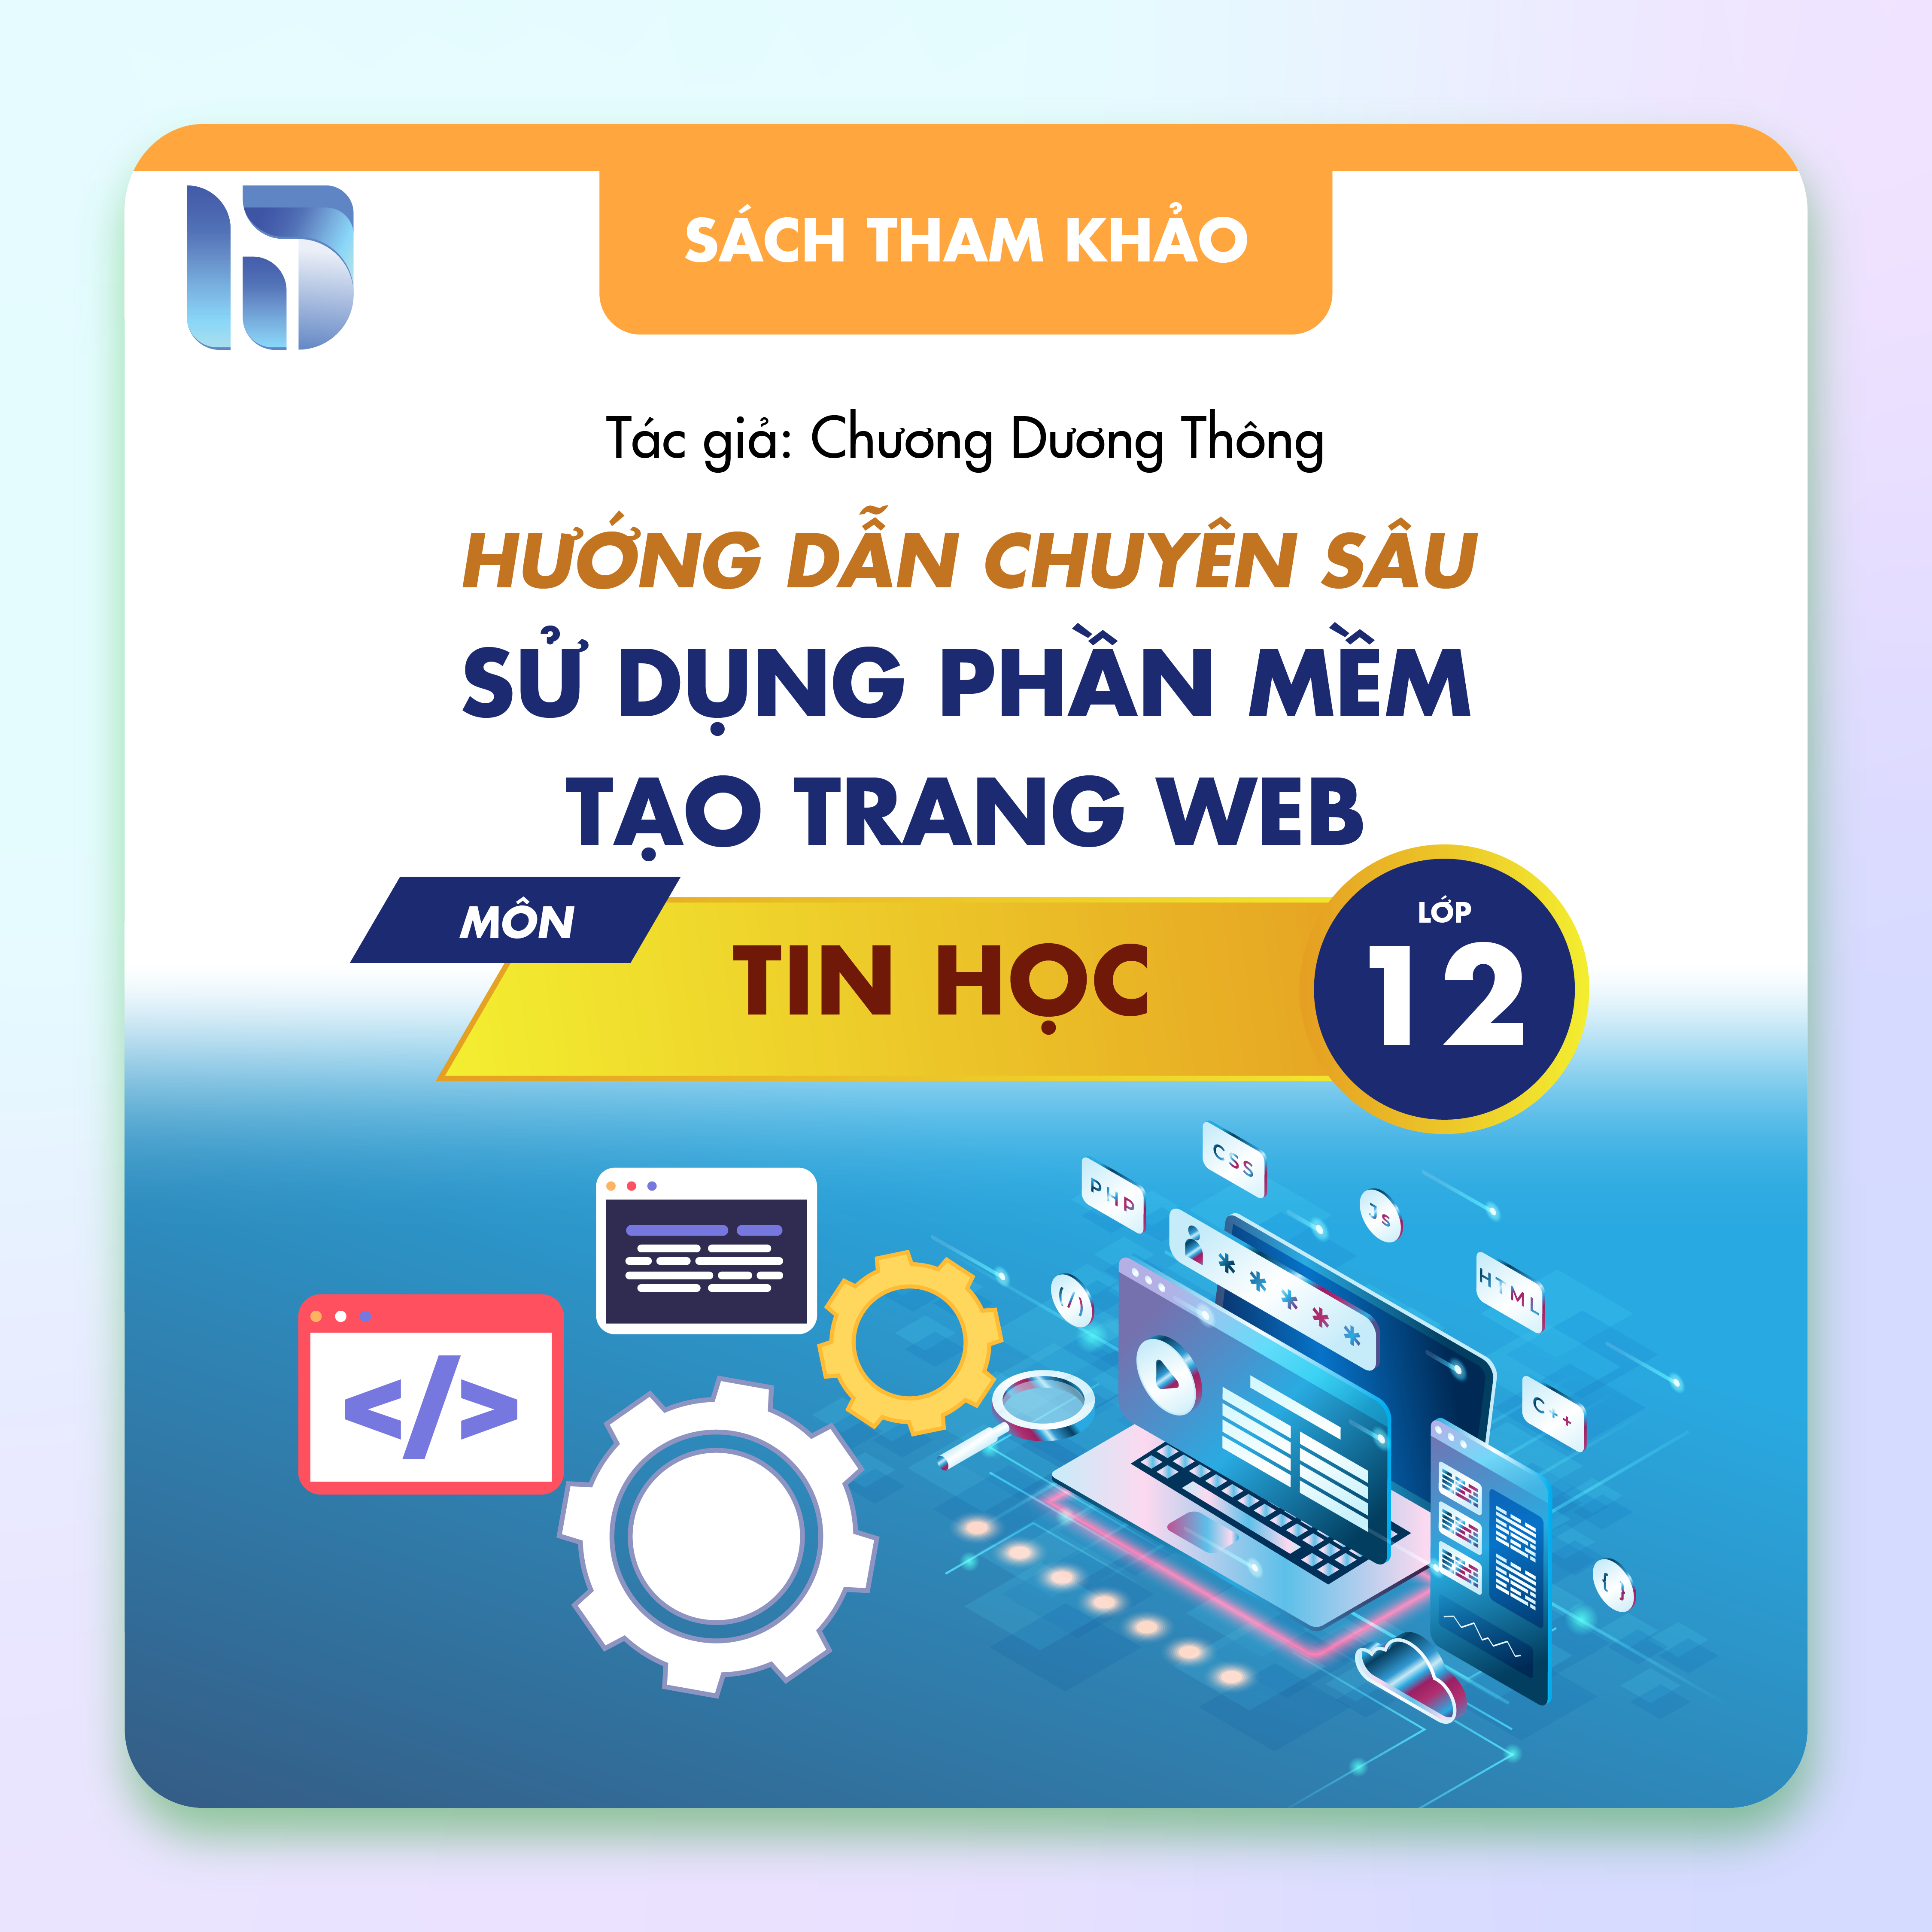 SÁCH THAM KHẢO
Tác giả: Chương Dương Thông
HƯỚNG DẪN CHUYÊN SÂU
SỬ DỤNG PHẦN MỀM
TẠO TRANG WEB
MÔN
TIN HỌC
LỚP
12
CSS
PHP
Js
HTML
* * * * *
(/)
</>
C++
{ }